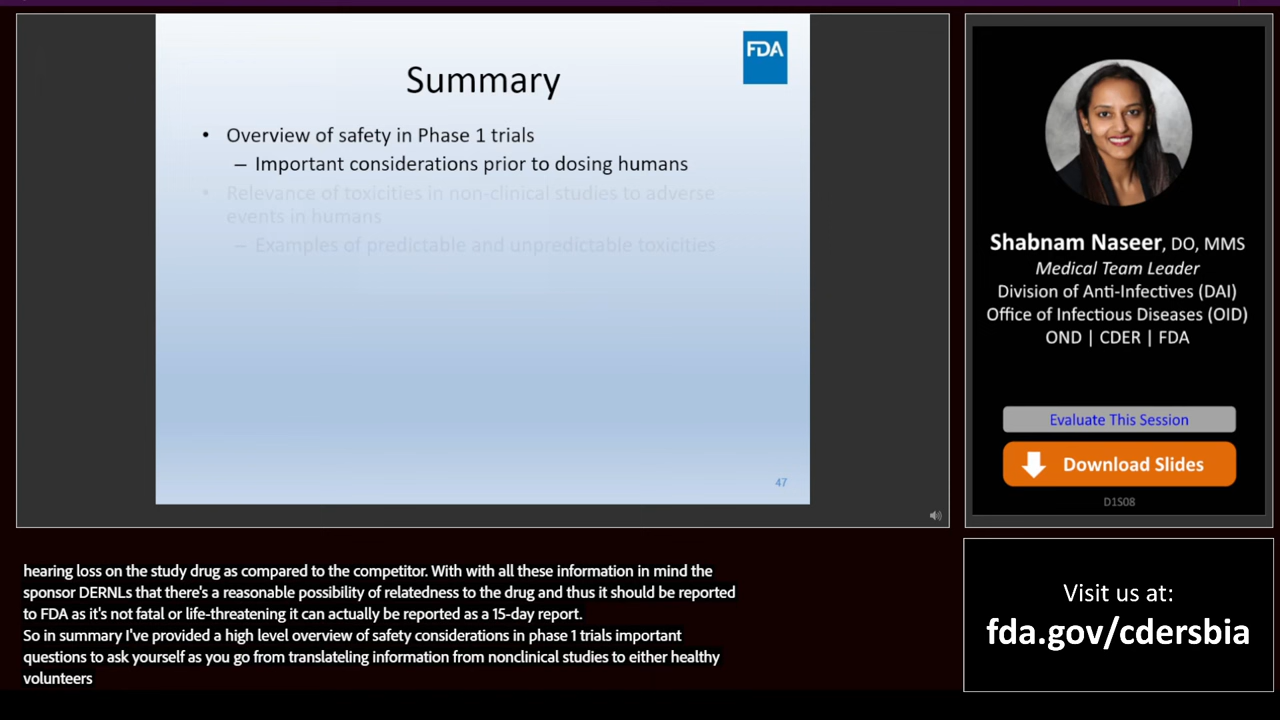 FDA
Summary
• Overview of safety in Phase 1 trials
– Important considerations prior to dosing humans
• Relevance of toxicities in non-clinical studies to adverse
events in humans
– Examples of predictable and unpredictable toxicities
47
Shabnam Naseer, DO, MMS
Medical Team Leader
Division of Anti-Infectives (DAI)
Office of Infectious Diseases (OID)
OND | CDER | FDA
Evaluate This Session
Download Slides
D1S08
hearing loss on the study drug as compared to the competitor. With with all these information in mind the
sponsor DERNLs that there's a reasonable possibility of relatedness to the drug and thus it should be reported
to FDA as it's not fatal or life-threatening it can actually be reported as a 15-day report.
So in summary I've provided a high level overview of safety considerations in phase 1 trials important
questions to ask yourself as you go from translateling information from nonclinical studies to either healthy
volunteers
Visit us at:
fda.gov/cdersbia